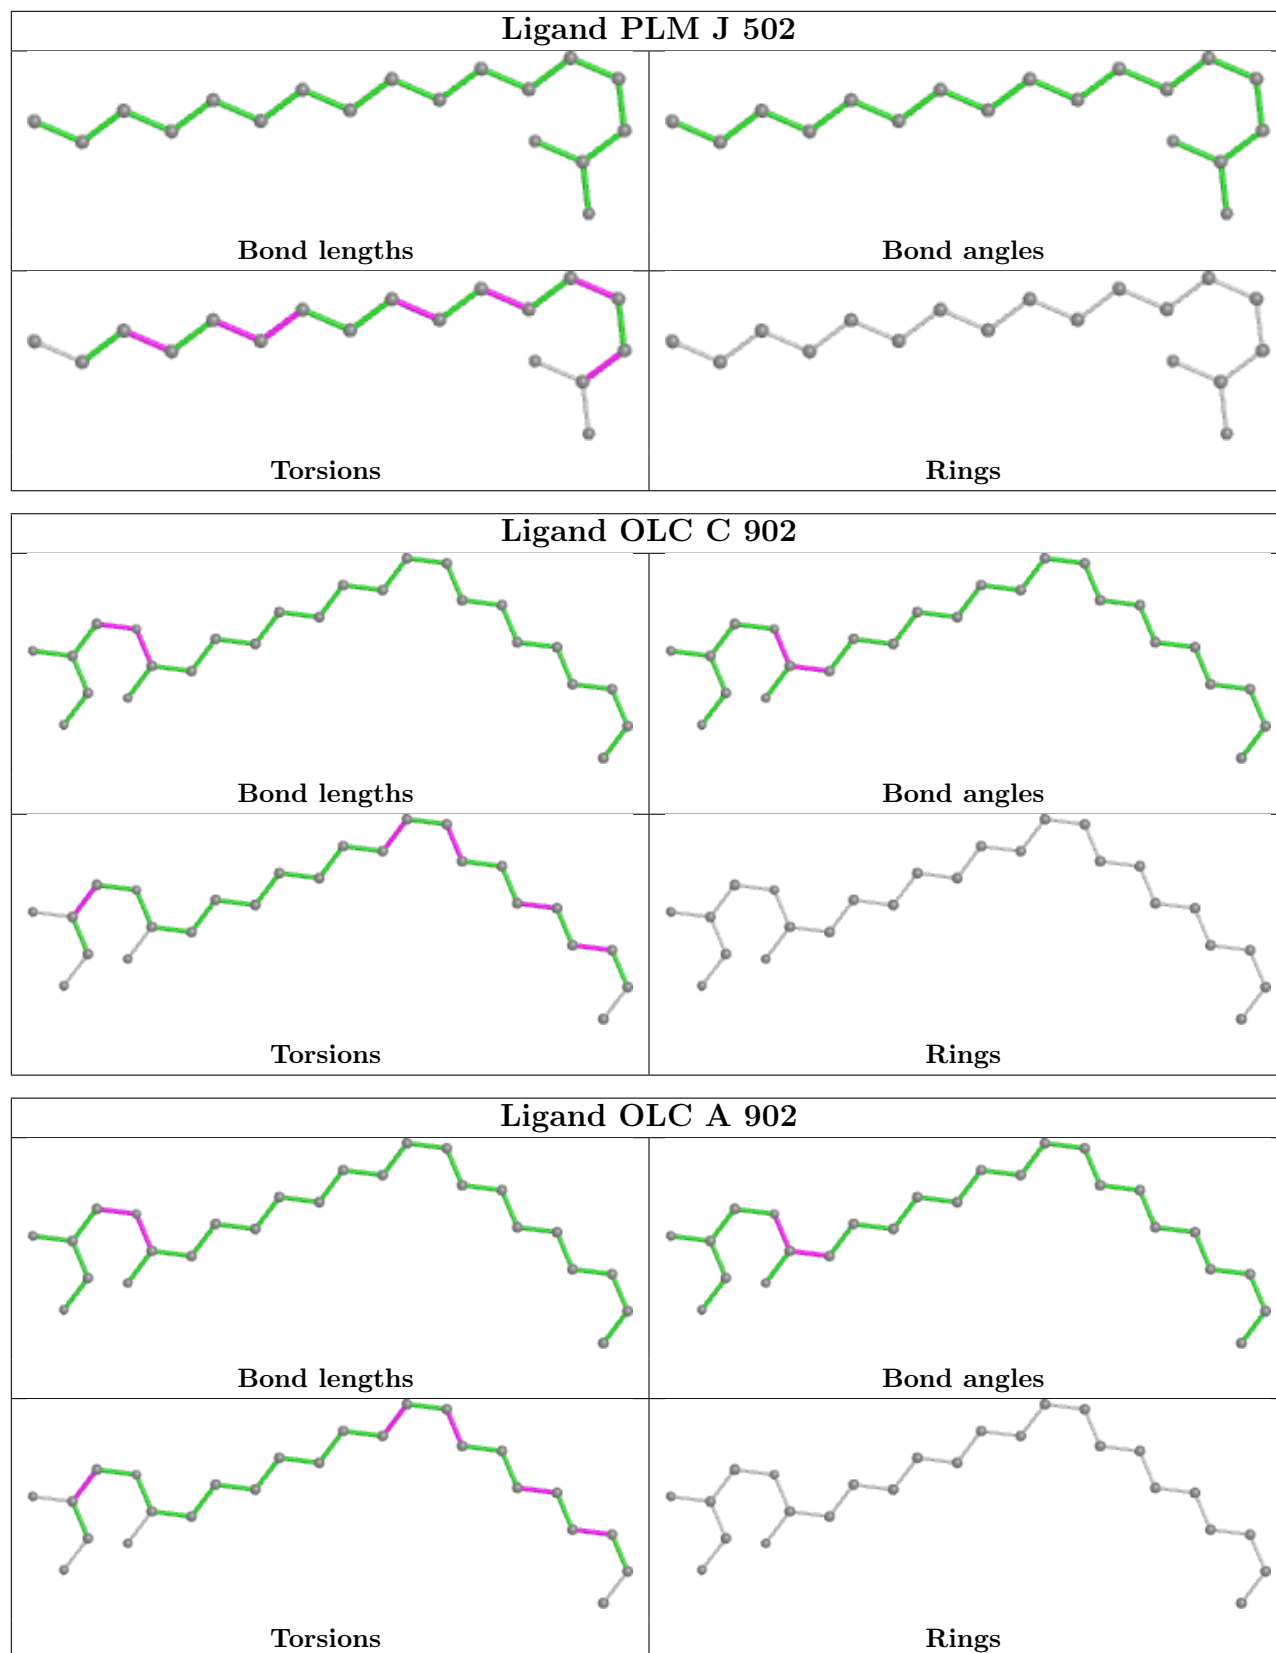 Ligand PLM J 502
Bond lengths
Bond angles
Torsions
Rings
Ligand OLC C 902
Bond lengths
Bond angles
Torsions
Rings
Ligand OLC A 902
Bond lengths
Bond angles
Torsions
Rings